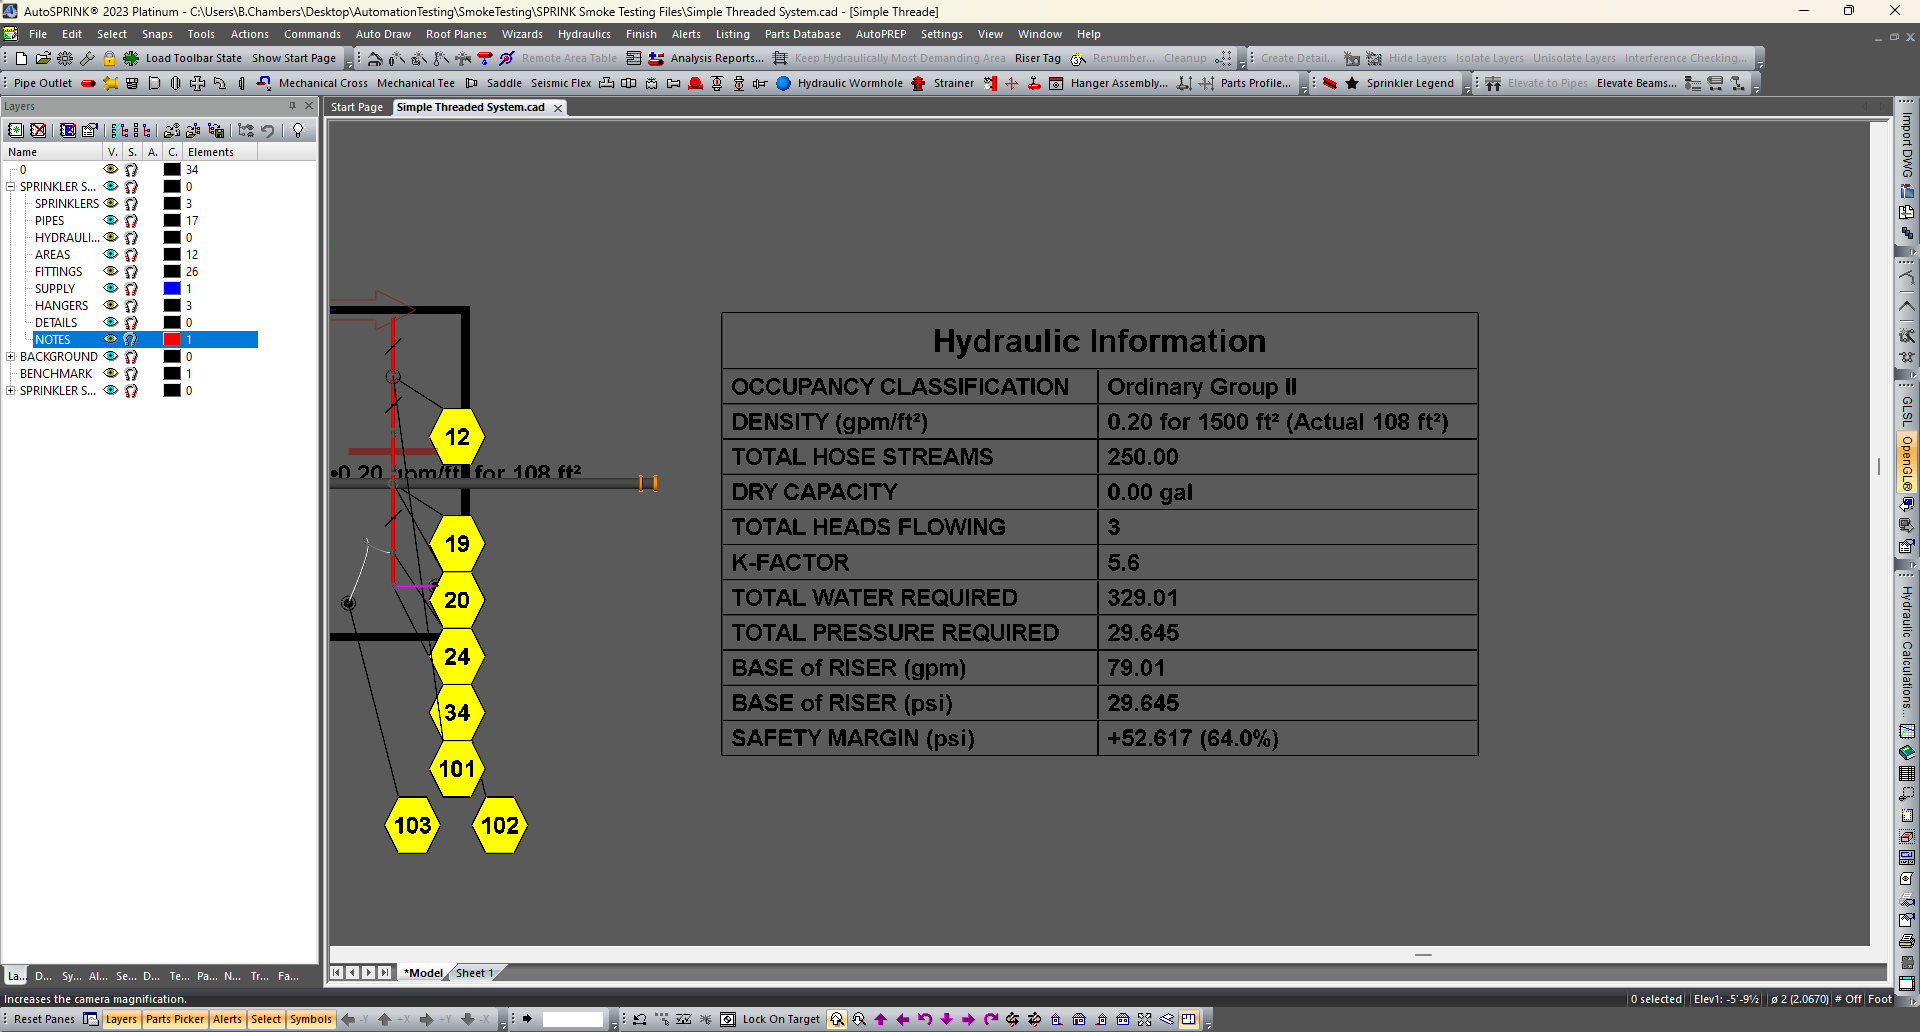 AutoSPRINK® 2023 Platinum - C:\Users\B.Chambers\Desktop\AutomationTesting\SmokeTesting\SPRINK Smoke Testing Files\Simple Threaded System.cad - [Simple Threade]
File Edit Select Snaps Tools Actions Commands Auto Draw Roof Planes Wizards Hydraulics Finish Alerts Listing Parts Database AutoPREP Settings View Window Help
Load Toolbar State Show Start Page Remote Area Table Analysis Reports... Keep Hydraulically Most Demanding Area Riser Tag Renumber... Cleanup Create Detail... Hide Layers Isolate Layers Unisolate Layers Interference Checking...
Pipe Outlet Mechanical Cross Mechanical Tee Saddle Seismic Flex Hydraulic Wormhole Strainer Hanger Assembly... Parts Profile... Sprinkler Legend Elevate to Pipes Elevate Beams...
Layers
Start Page Simple Threaded System.cad
Name V. S. A. C. Elements
0 34
SPRINKLER S... 0
SPRINKLERS 3
PIPES 17
HYDRAULI... 0
AREAS 12
FITTINGS 26
SUPPLY 1
HANGERS 3
DETAILS 0
NOTES 1
BACKGROUND 0
BENCHMARK 1
SPRINKLER S... 0
12
0.20 gpm/ft² for 108 ft²
19
20
24
34
101
103 102
Hydraulic Information
OCCUPANCY CLASSIFICATION Ordinary Group II
DENSITY (gpm/ft²) 0.20 for 1500 ft² (Actual 108 ft²)
TOTAL HOSE STREAMS 250.00
DRY CAPACITY 0.00 gal
TOTAL HEADS FLOWING 3
K-FACTOR 5.6
TOTAL WATER REQUIRED 329.01
TOTAL PRESSURE REQUIRED 29.645
BASE of RISER (gpm) 79.01
BASE of RISER (psi) 29.645
SAFETY MARGIN (psi) +52.617 (64.0%)
Import DWG
GLSL
OpenGL®
Hydraulic Calculations...
La... D... Sy... Al... Se... D... Te... Pa... N... Tr... Fa...
*Model Sheet 1
Increases the camera magnification.
0 selected Elev1: -5'-9½ ø 2 (2.0670) # Off Foot
Reset Panes Layers Parts Picker Alerts Select Symbols -Y +X +Y -X Lock On Target